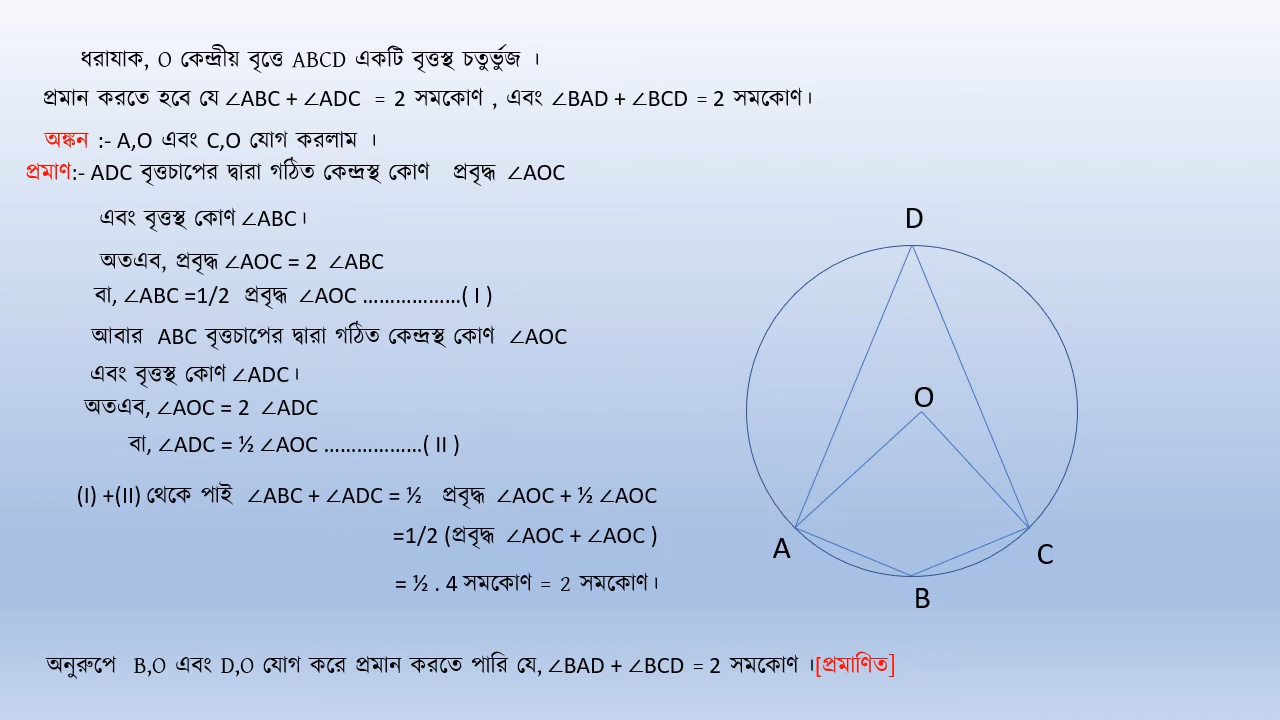 ধরাযাক, O কেন্দ্রীয় বৃত্তে ABCD একটি বৃত্তস্থ চতুর্ভুজ ।
প্রমান করতে হবে যে ∠ABC + ∠ADC = 2 সমকোণ , এবং ∠BAD + ∠BCD = 2 সমকোণ।
অঙ্কন :- A,O এবং C,O যোগ করলাম ।
প্রমাণ:- ADC বৃত্তচাপের দ্বারা গঠিত কেন্দ্রস্থ কোণ প্রবৃদ্ধ ∠AOC
এবং বৃত্তস্থ কোণ ∠ABC।
অতএব, প্রবৃদ্ধ ∠AOC = 2 ∠ABC
বা, ∠ABC =1/2 প্রবৃদ্ধ ∠AOC ………………( I )
আবার ABC বৃত্তচাপের দ্বারা গঠিত কেন্দ্রস্থ কোণ ∠AOC
এবং বৃত্তস্থ কোণ ∠ADC।
অতএব, ∠AOC = 2 ∠ADC
বা, ∠ADC = ½ ∠AOC ………………( II )
(I) +(II) থেকে পাই ∠ABC + ∠ADC = ½ প্রবৃদ্ধ ∠AOC + ½ ∠AOC
=1/2 (প্রবৃদ্ধ ∠AOC + ∠AOC )
= ½ . 4 সমকোণ = 2 সমকোণ।
অনুরুপে B,O এবং D,O যোগ করে প্রমান করতে পারি যে, ∠BAD + ∠BCD = 2 সমকোণ ।[প্রমাণিত]
D
O
A
C
B